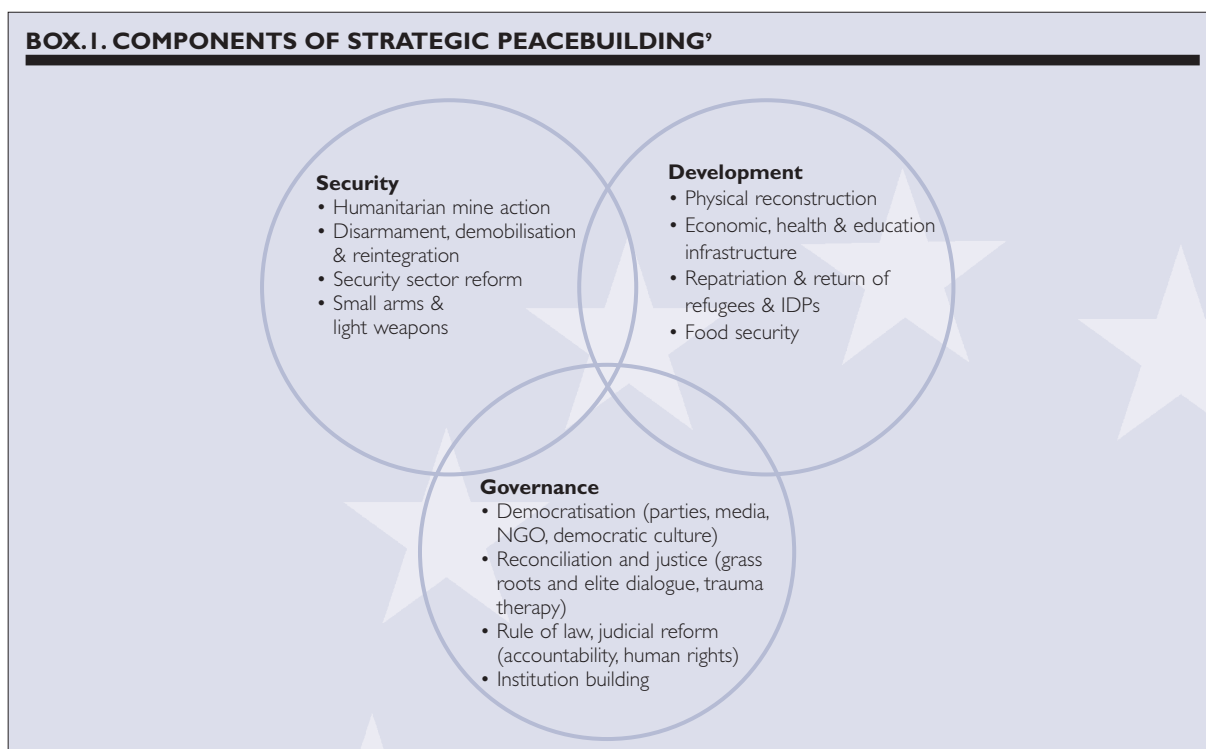 BOX.1. COMPONENTS OF STRATEGIC PEACEBUILDING⁹
Security
• Humanitarian mine action
• Disarmament, demobilisation
& reintegration
• Security sector reform
• Small arms &
light weapons
Development
• Physical reconstruction
• Economic, health & education
infrastructure
• Repatriation & return of
refugees & IDPs
• Food security
Governance
• Democratisation (parties, media,
NGO, democratic culture)
• Reconciliation and justice (grass
roots and elite dialogue, trauma
therapy)
• Rule of law, judicial reform
(accountability, human rights)
• Institution building